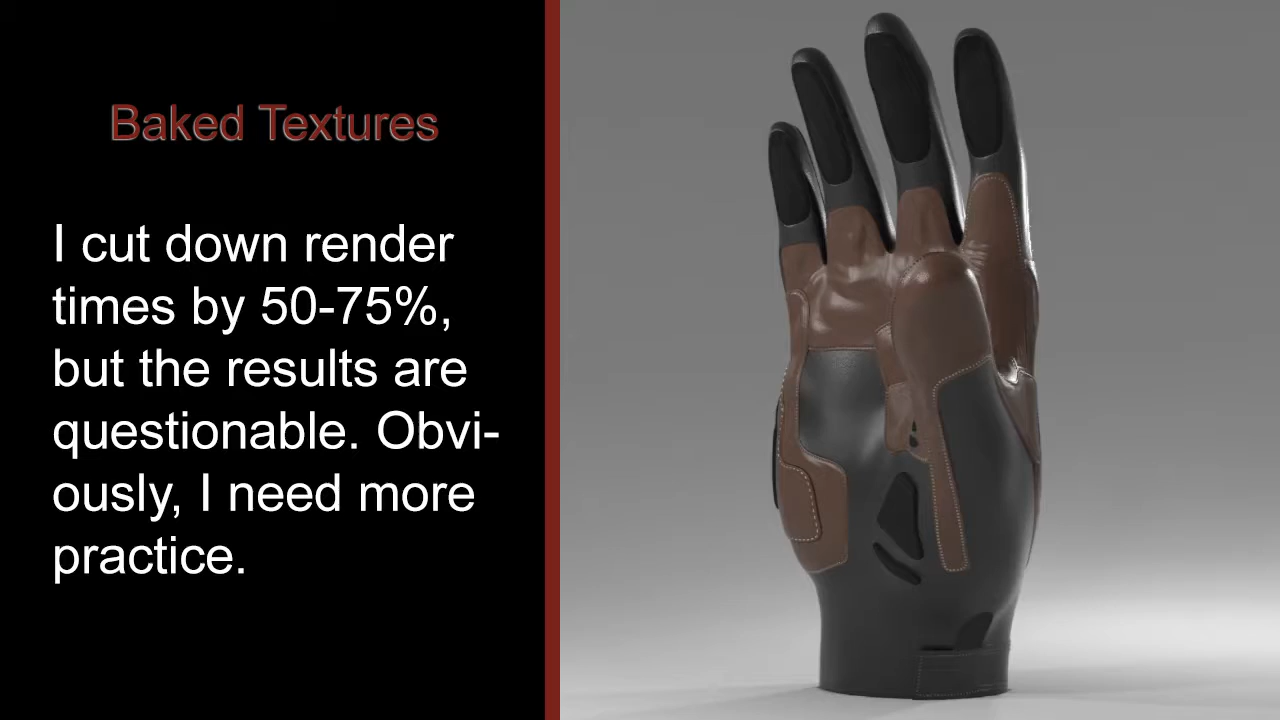 Baked Textures
I cut down render
times by 50-75%,
but the results are
questionable. Obvi-
ously, I need more
practice.